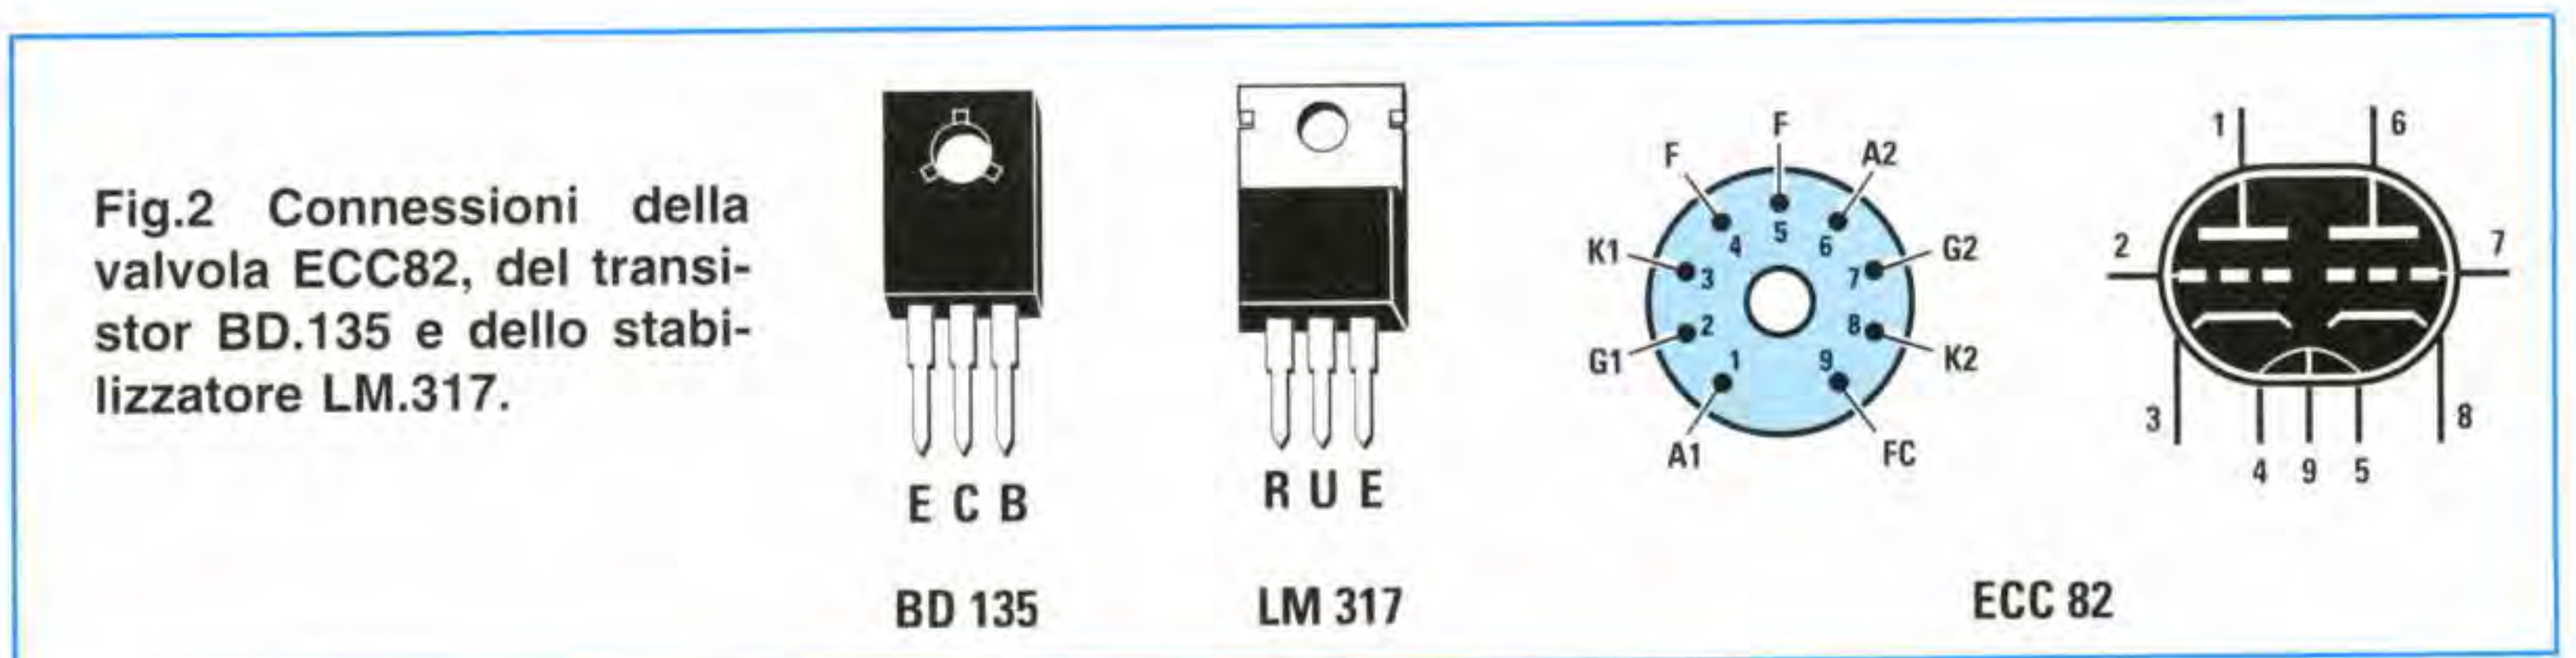 Fig.2 Connessioni della
valvola ECC82, del transi-
stor BD.135 e dello stabi-
lizzatore LM.317.
E C B
BD 135
R U E
LM 317
F
F
A2
K1
G2
G1
K2
A1
FC
4
5
6
3
7
2
8
1
9
1
6
2
7
3
8
4 9 5
ECC 82